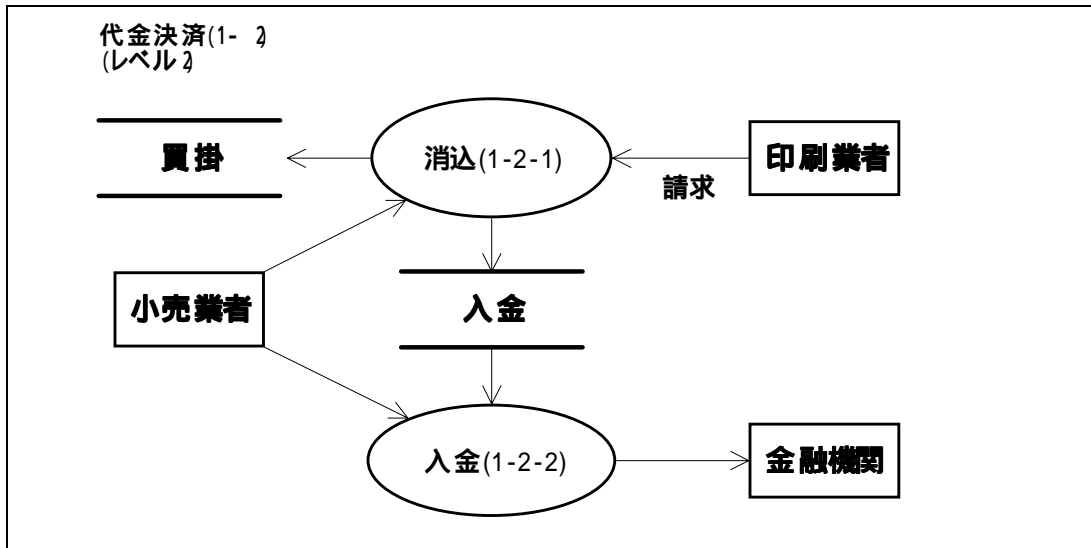 代金決済(1- 2)
(レベル2)
買掛
消込(1-2-1)
印刷業者
請求
小売業者
入金
入金(1-2-2)
金融機関